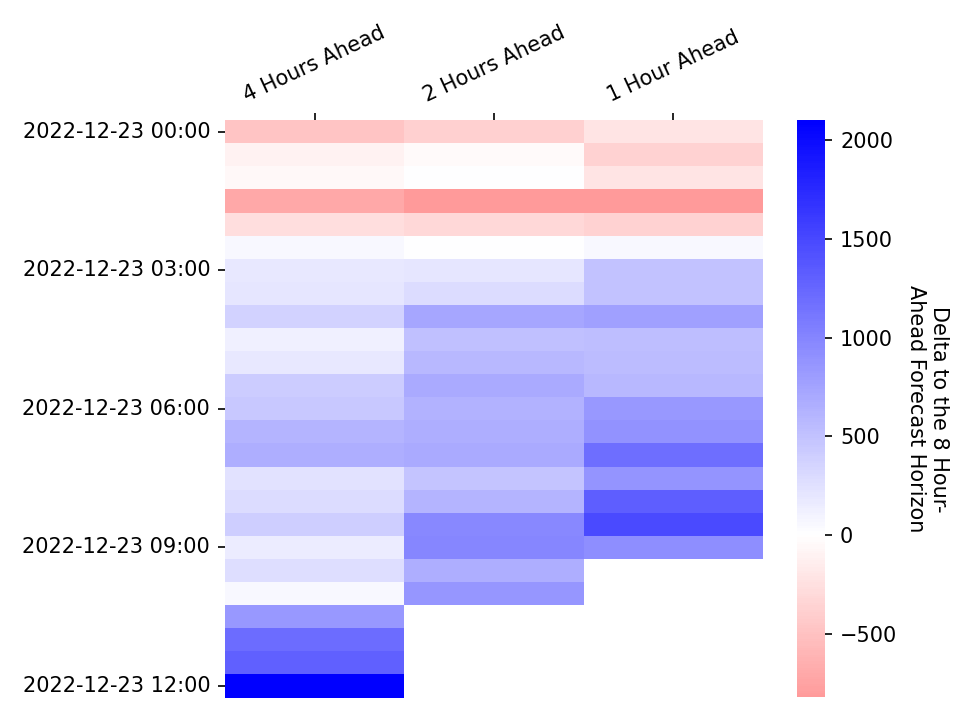 4 Hours Ahead
2 Hours Ahead
1 Hour Ahead
2022-12-23 00:00
2022-12-23 03:00
2022-12-23 06:00
2022-12-23 09:00
2022-12-23 12:00
2000
1500
1000
500
0
−500
Delta to the 8 Hour-
Ahead Forecast Horizon